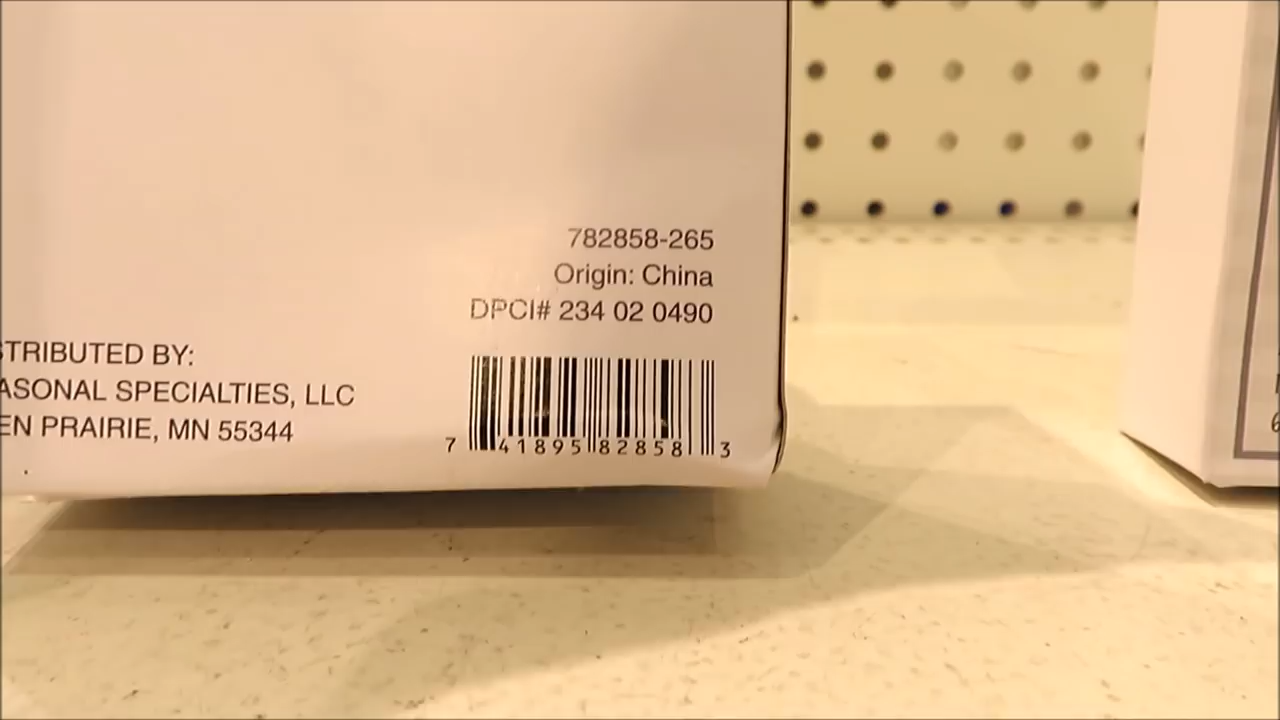 782858-265
Origin: China
DPCI# 234 02 0490
STRIBUTED BY:
ASONAL SPECIALTIES, LLC
EN PRAIRIE, MN 55344
7 41895 82858 3